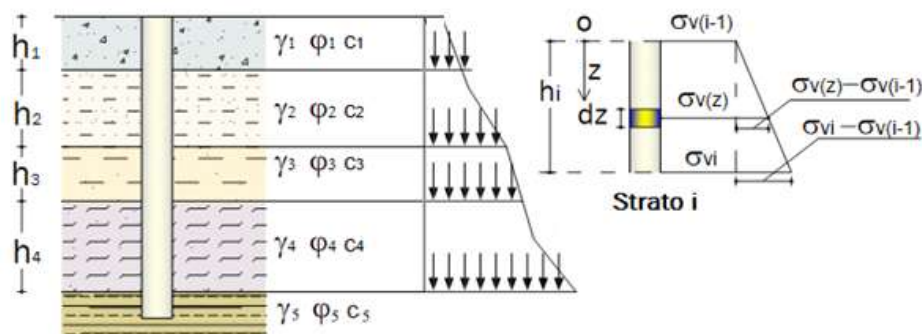 h1
γ1 φ1 c1
h2
γ2 φ2 c2
h3
γ3 φ3 c3
h4
γ4 φ4 c4
γ5 φ5 c5
o
σv(i-1)
z
hi
dz
σv(z)
σv(z)−σv(i-1)
σvi
σvi −σv(i-1)
Strato i